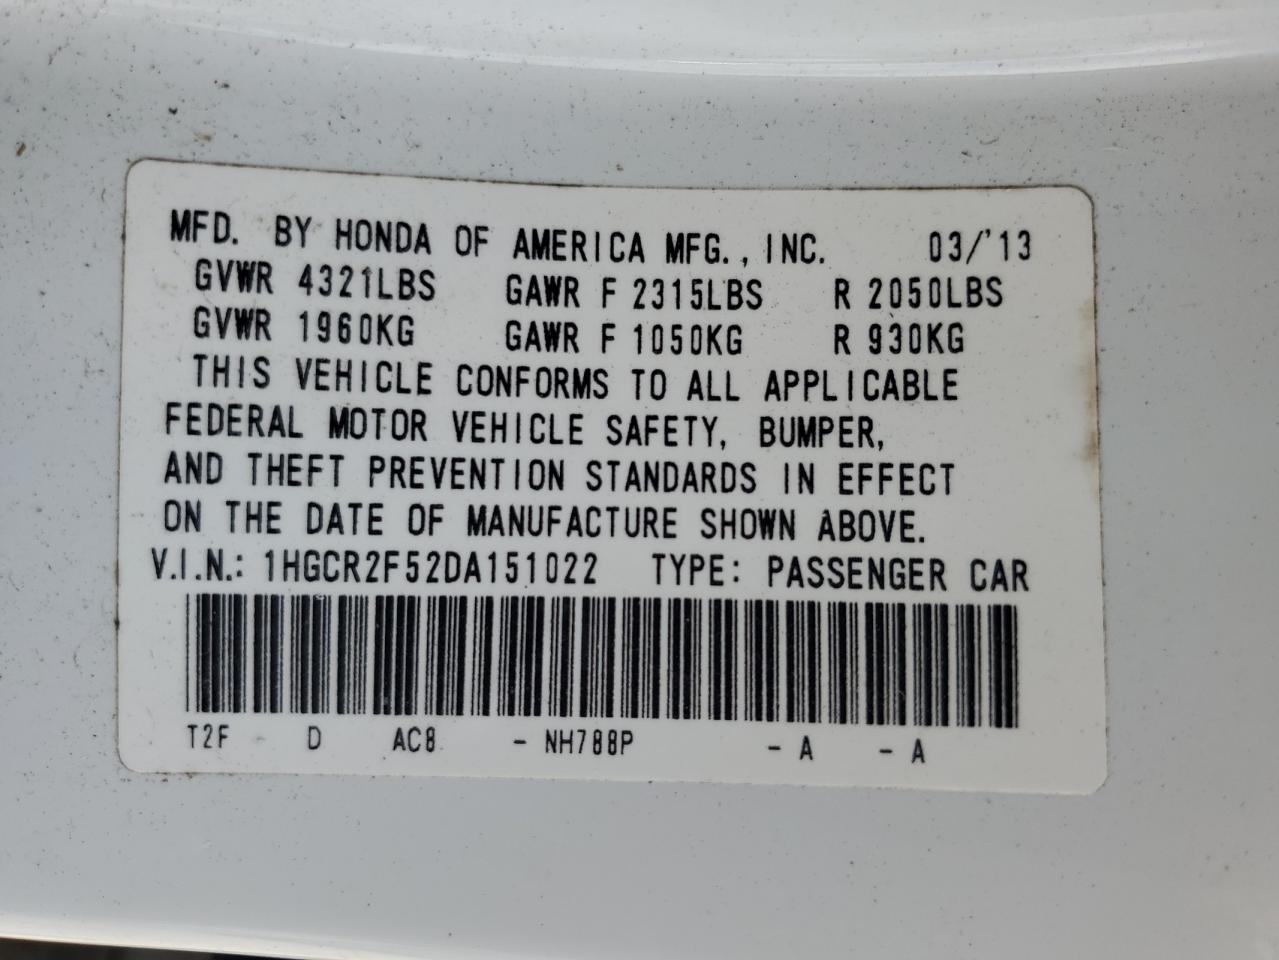 MFD. BY HONDA OF AMERICA MFG., INC. 03/'13
GVWR 4321LBS GAWR F 2315LBS R 2050LBS
GVWR 1960KG GAWR F 1050KG R 930KG
THIS VEHICLE CONFORMS TO ALL APPLICABLE
FEDERAL MOTOR VEHICLE SAFETY, BUMPER,
AND THEFT PREVENTION STANDARDS IN EFFECT
ON THE DATE OF MANUFACTURE SHOWN ABOVE.
V.I.N.: 1HGCR2F52DA151022 TYPE: PASSENGER CAR
T2F - D AC8 - NH788P - A - A